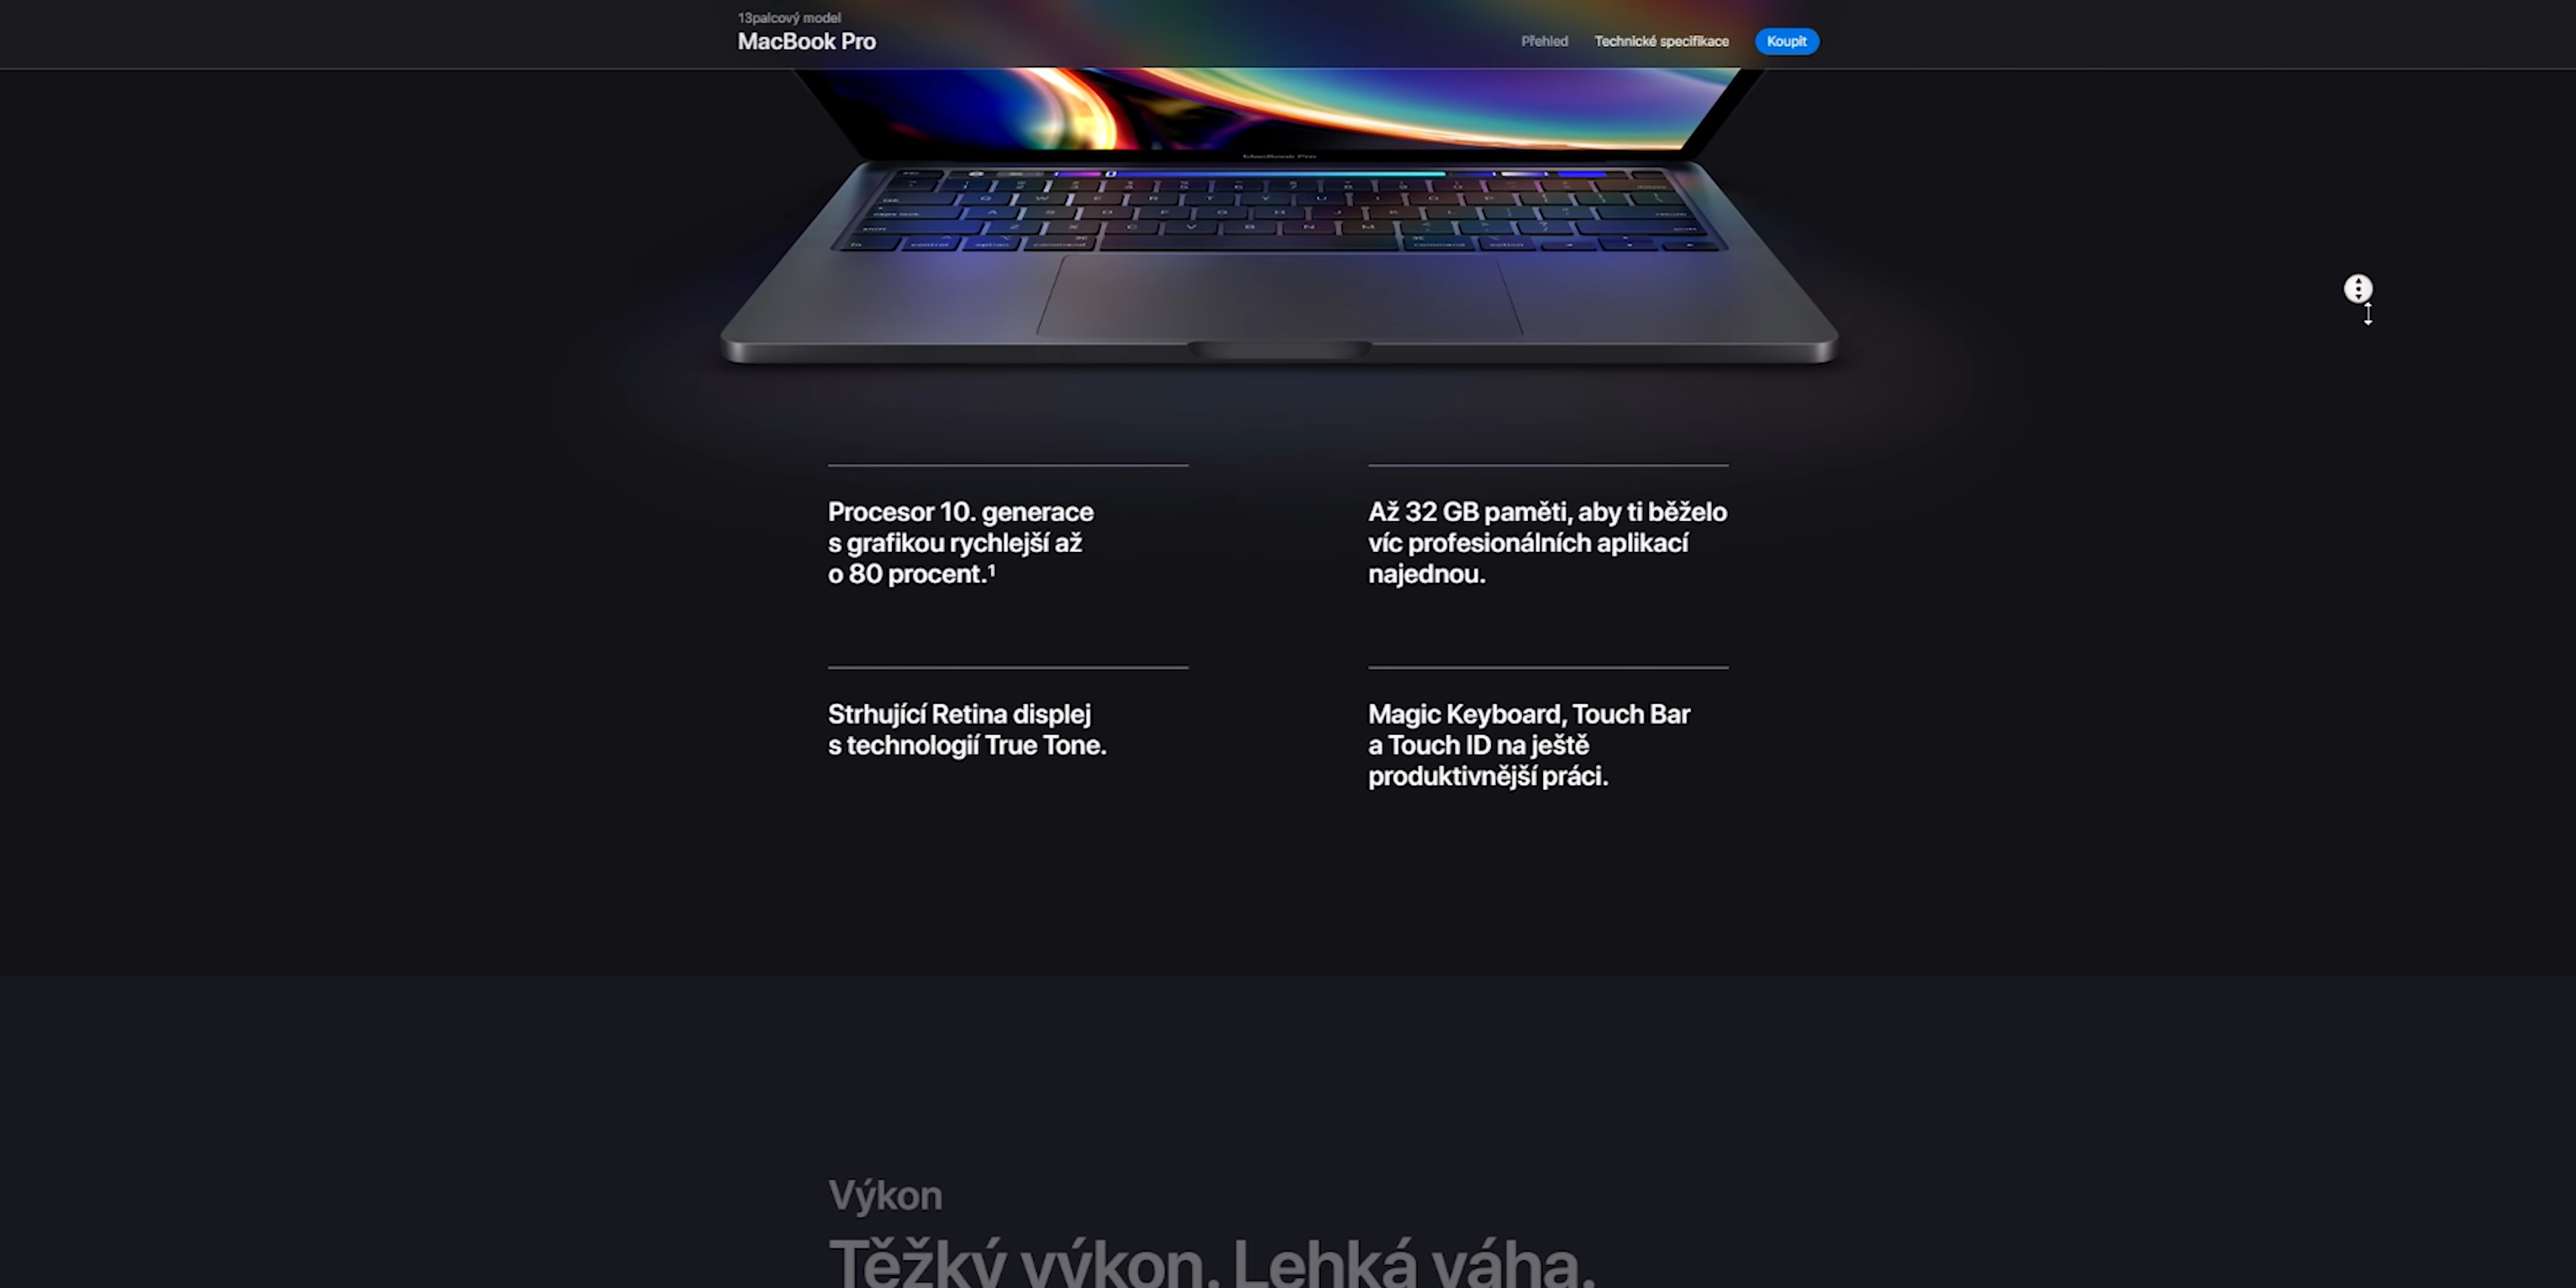 13palcový model
MacBook Pro
Přehled
Technické specifikace
Koupit
MacBook Pro
Procesor 10. generace
s grafikou rychlejší až
o 80 procent.¹
Až 32 GB paměti, aby ti běželo
víc profesionálních aplikací
najednou.
Strhující Retina displej
s technologií True Tone.
Magic Keyboard, Touch Bar
a Touch ID na ještě
produktivnější práci.
Výkon
Těžký výkon. Lehká váha.